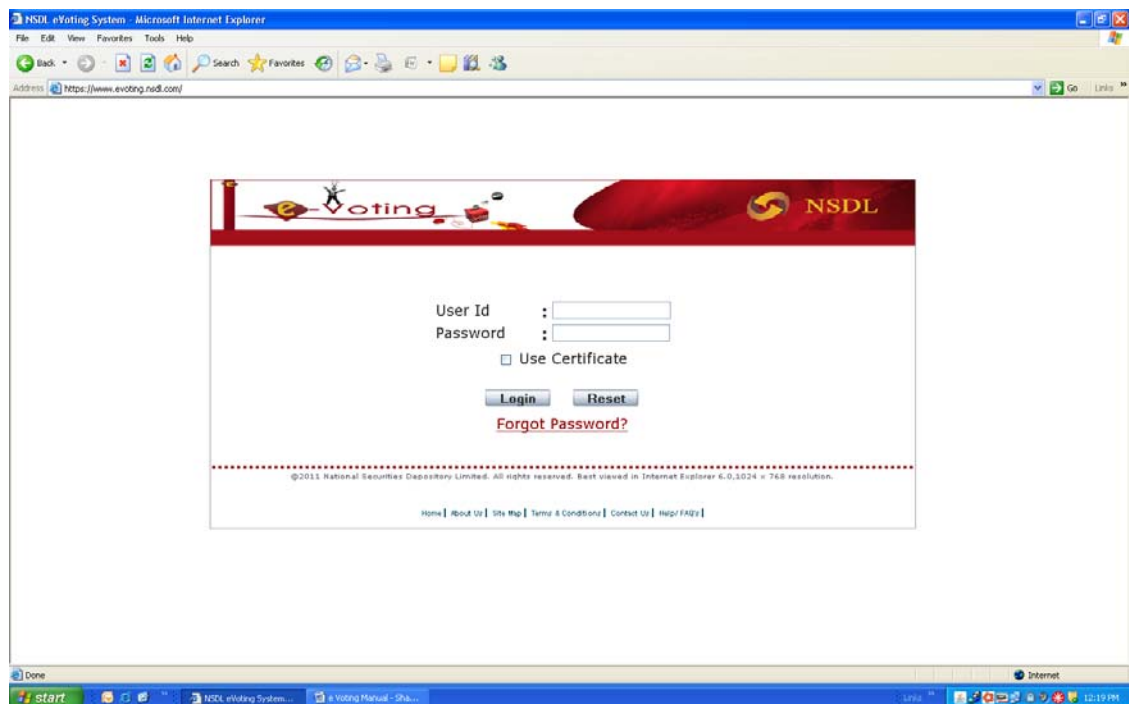 NSDL eVoting System - Microsoft Internet Explorer
File Edit View Favorites Tools Help
Back Search Favorites
Address https://www.evoting.nsdl.com/ Go Links »
e-Voting NSDL
User Id :
Password :
Use Certificate
Login Reset
Forgot Password?
©2011 National Securities Depository Limited. All rights reserved. Best viewed in Internet Explorer 6.0,1024 x 768 resolution.
Home | About Us | Site Map | Terms & Conditions | Contact Us | Help/ FAQ's |
Done Internet
start NSDL eVoting System... e Voting Manual - Sha... Links » 12:19 PM